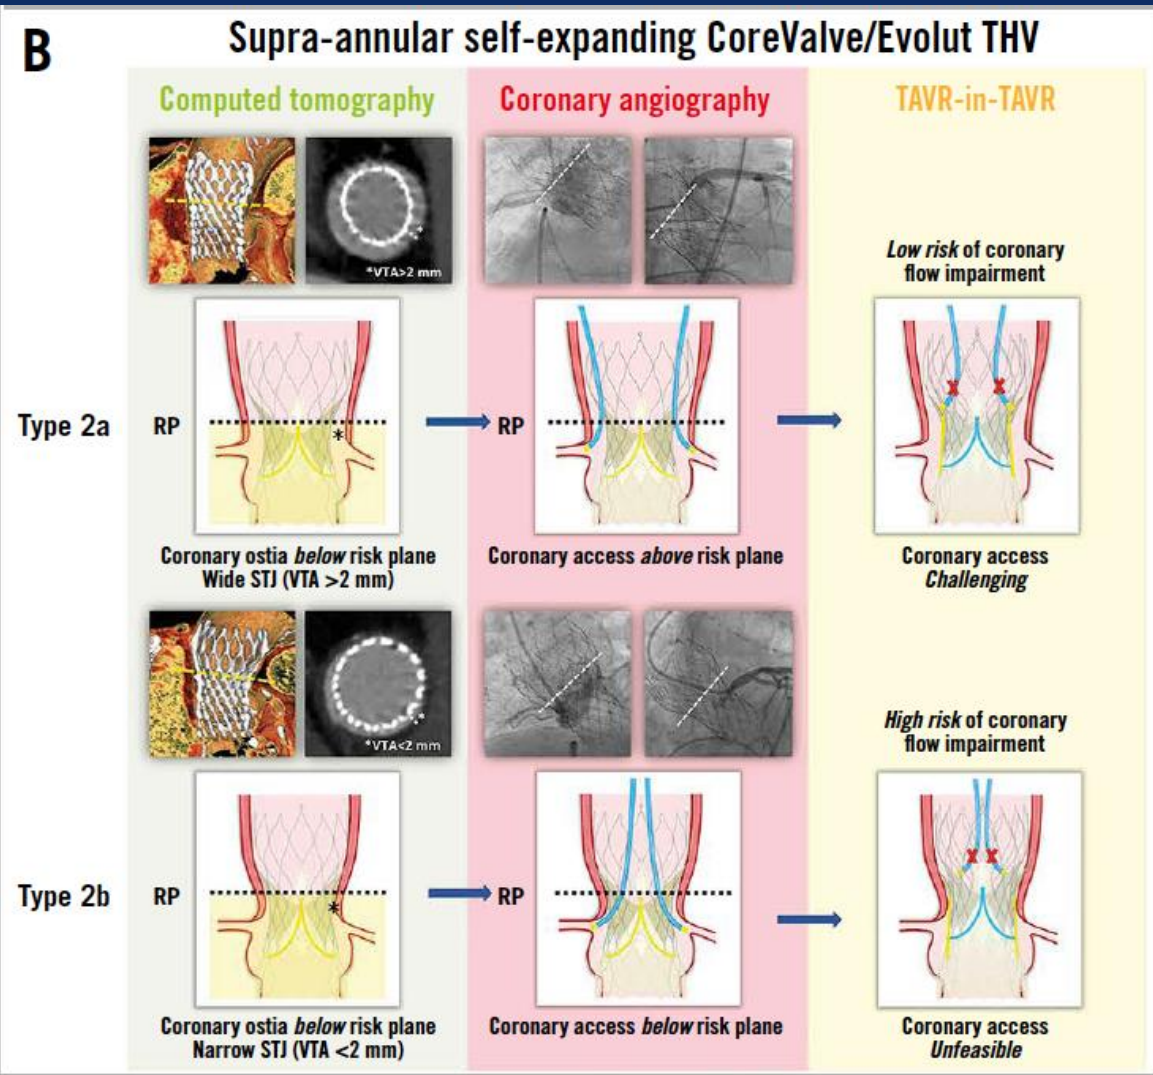 B
Supra-annular self-expanding CoreValve/Evolut THV
Computed tomography
Coronary angiography
TAVR-in-TAVR
*VTA>2 mm
Low risk of coronary
flow impairment
Type 2a
RP
*
RP
Coronary ostia below risk plane
Wide STJ (VTA >2 mm)
Coronary access above risk plane
Coronary access
Challenging
*VTA<2 mm
High risk of coronary
flow impairment
Type 2b
RP
*
RP
Coronary ostia below risk plane
Narrow STJ (VTA <2 mm)
Coronary access below risk plane
Coronary access
Unfeasible